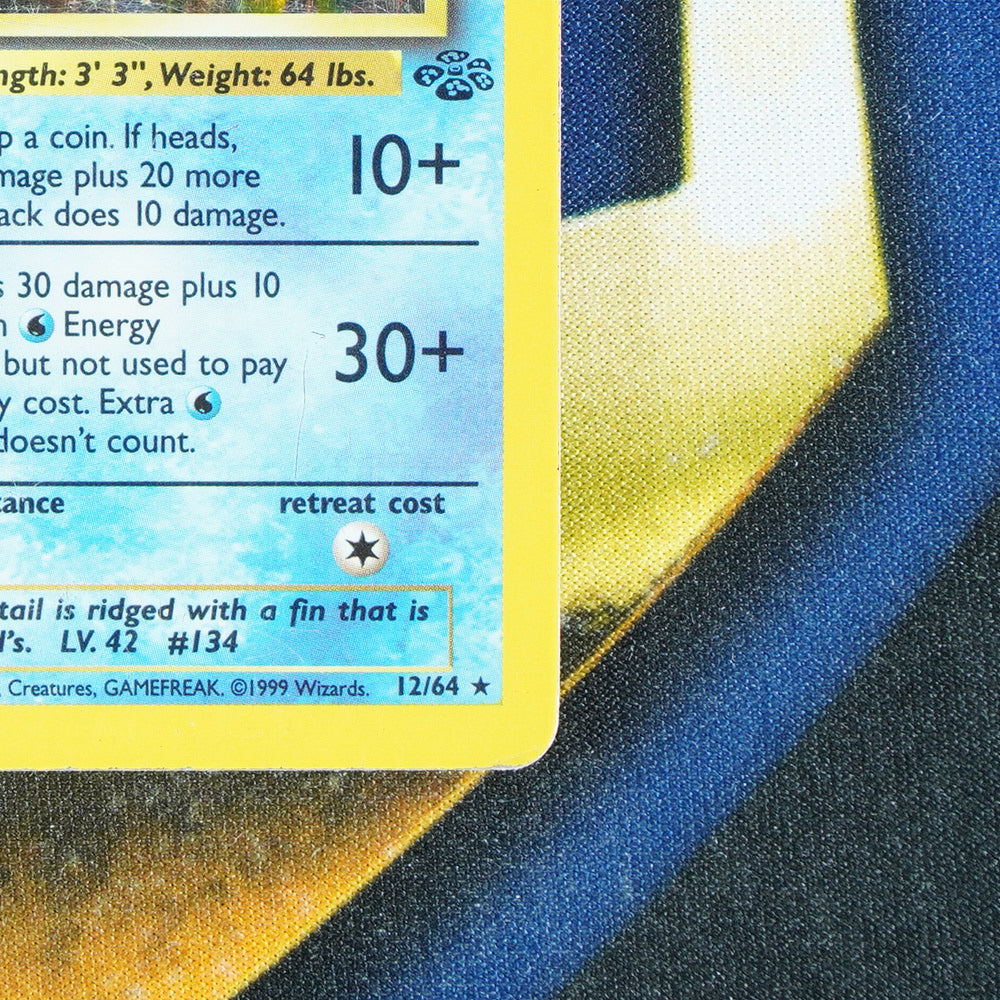 ngth: 3' 3", Weight: 64 lbs.
p a coin. If heads,
mage plus 20 more
ack does 10 damage.
10+
s 30 damage plus 10
n Energy
but not used to pay
y cost. Extra
doesn't count.
30+
tance retreat cost
tail is ridged with a fin that is
l's. LV. 42 #134
, Creatures, GAMEFREAK. ©1999 Wizards. 12/64 ★